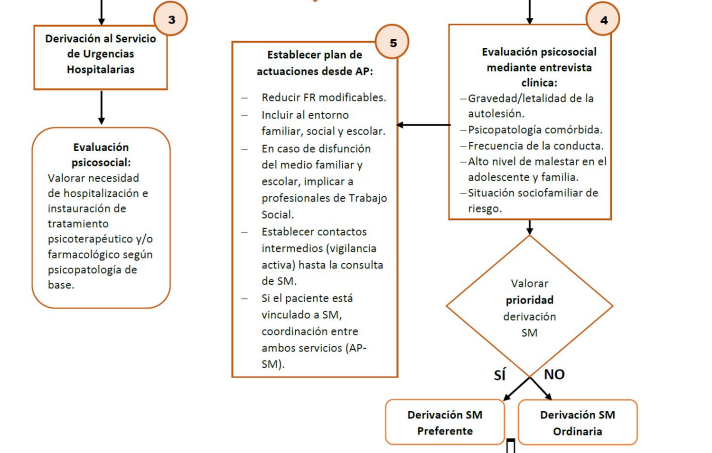 3
Derivación al Servicio
de Urgencias
Hospitalarias
Evaluación
psicosocial:
Valorar necesidad
de hospitalización e
instauración de
tratamiento
psicoterapéutico y/o
farmacológico según
psicopatología de
base.
5
Establecer plan de
actuaciones desde AP:
– Reducir FR modificables.
– Incluir al entorno
familiar, social y escolar.
– En caso de disfunción
del medio familiar y
escolar, implicar a
profesionales de Trabajo
Social.
– Establecer contactos
intermedios (vigilancia
activa) hasta la consulta
de SM.
– Si el paciente está
vinculado a SM,
coordinación entre
ambos servicios (AP-
SM).
4
Evaluación psicosocial
mediante entrevista
clínica:
–Gravedad/letalidad de la
autolesión.
–Psicopatología comórbida.
–Frecuencia de la conducta.
–Alto nivel de malestar en el
adolescente y familia.
–Situación sociofamiliar de
riesgo.
Valorar
prioridad
derivación
SM
SÍ NO
Derivación SM
Preferente
Derivación SM
Ordinaria